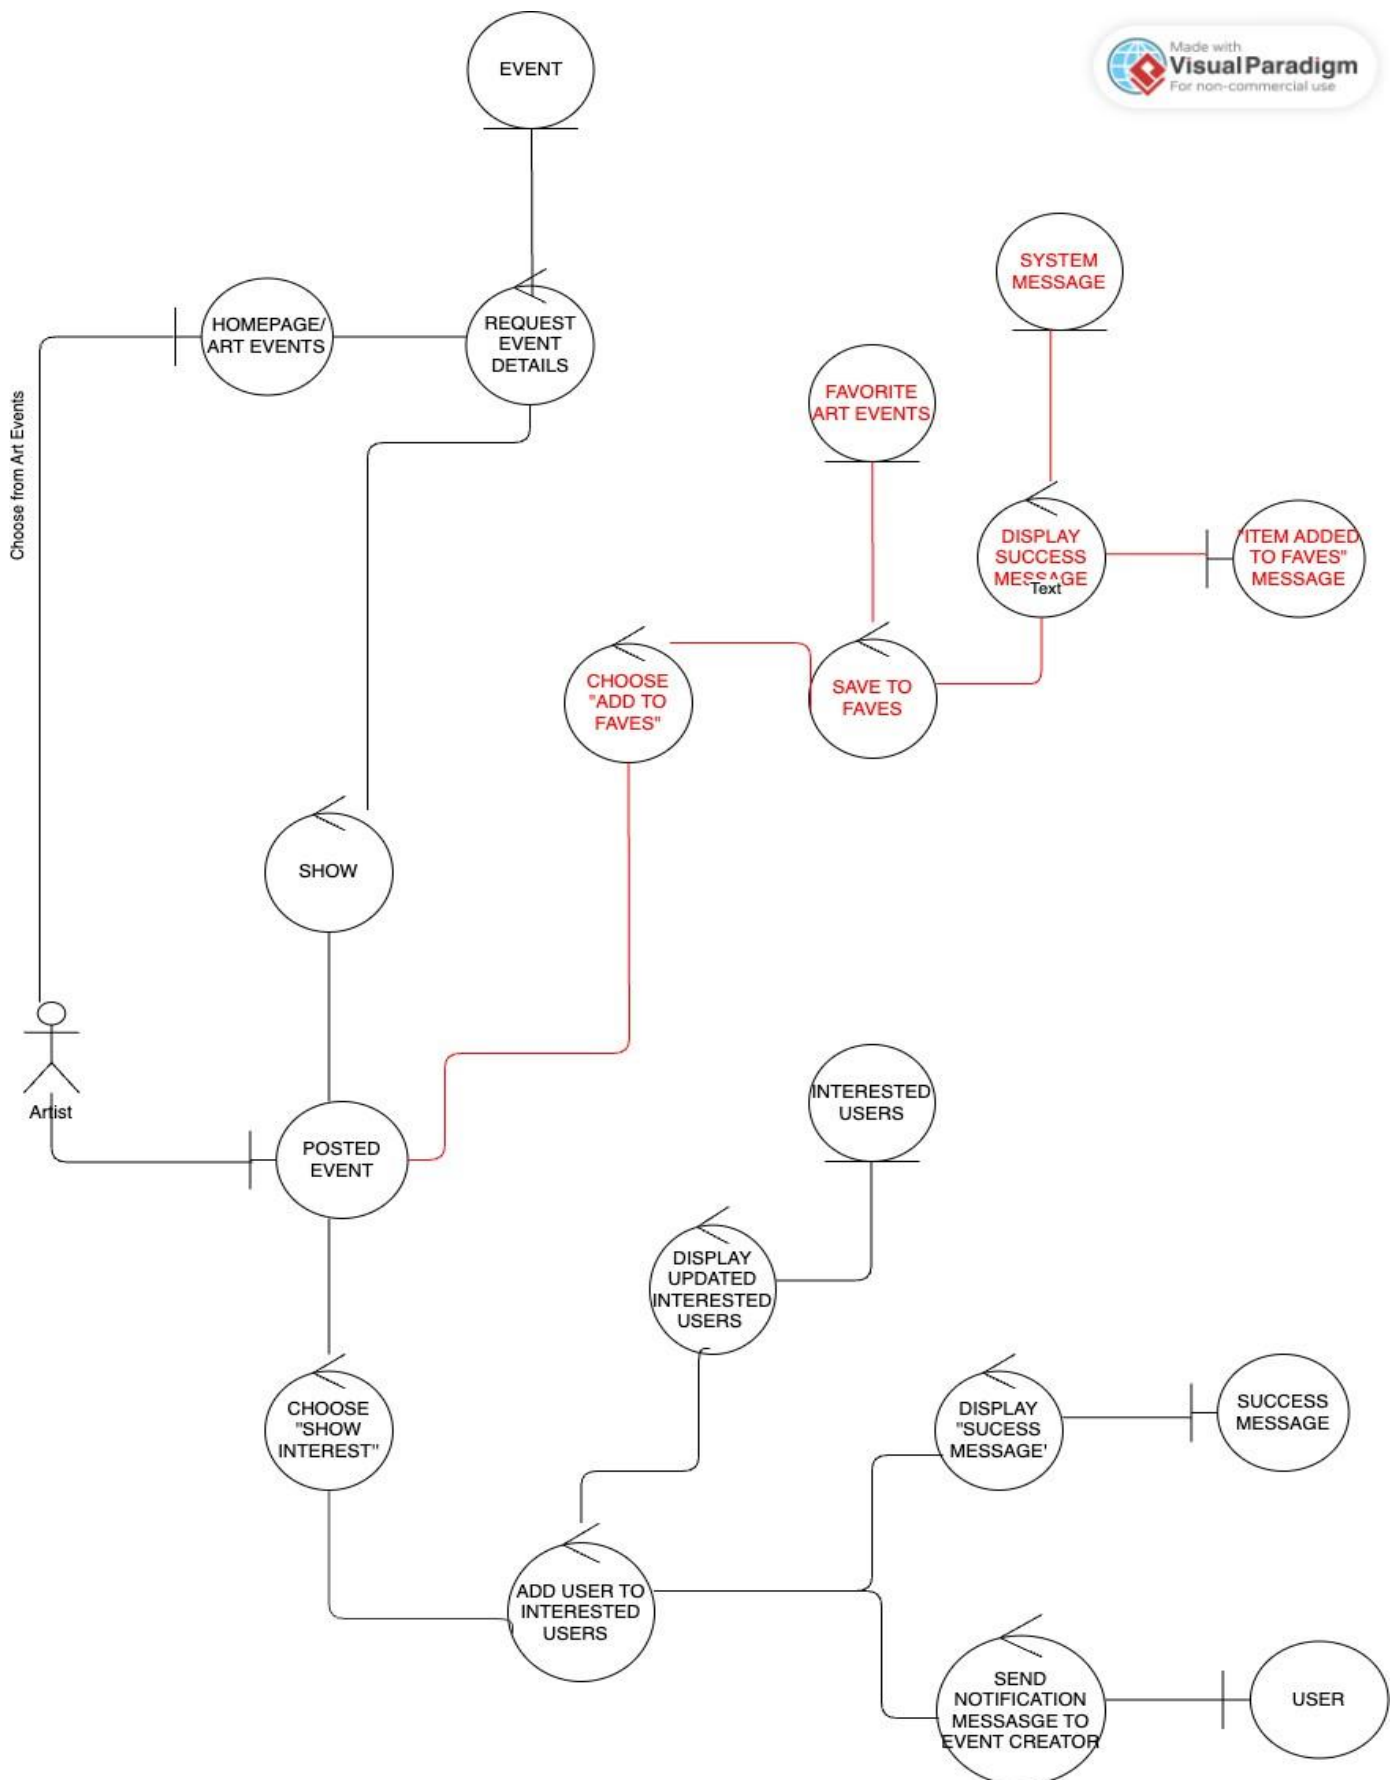 EVENT
Made with
Visual Paradigm
For non-commercial use
SYSTEM
MESSAGE
HOMEPAGE/
ART EVENTS
REQUEST
EVENT
DETAILS
FAVORITE
ART EVENTS
Choose from Art Events
DISPLAY
SUCCESS
MESSAGE
Text
"ITEM ADDED
TO FAVES"
MESSAGE
CHOOSE
"ADD TO
FAVES"
SAVE TO
FAVES
SHOW
Artist
POSTED
EVENT
INTERESTED
USERS
DISPLAY
UPDATED
INTERESTED
USERS
CHOOSE
"SHOW
INTEREST"
DISPLAY
"SUCESS
MESSAGE'
SUCCESS
MESSAGE
ADD USER TO
INTERESTED
USERS
SEND
NOTIFICATION
MESSASGE TO
EVENT CREATOR
USER